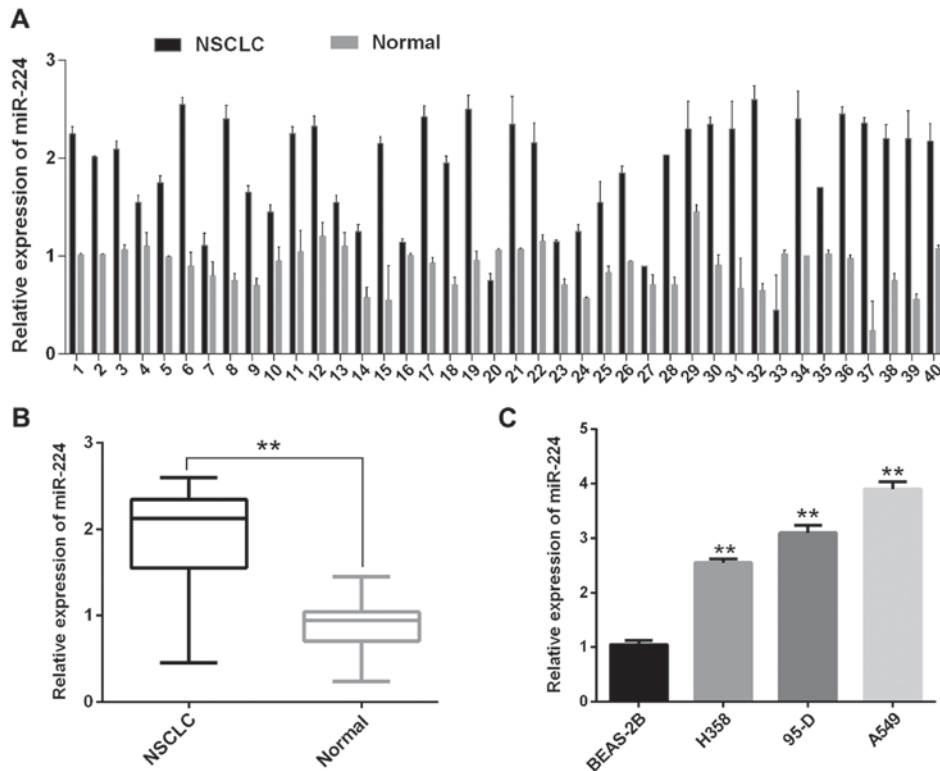 A
NSCLC Normal
Relative expression of miR-224
3
2
1
0
1 2 3 4 5 6 7 8 9 10 11 12 13 14 15 16 17 18 19 20 21 22 23 24 25 26 27 28 29 30 31 32 33 34 35 36 37 38 39 40
B
Relative expression of miR-224
3
2
1
0
**
NSCLC Normal
C
Relative expression of miR-224
5
4
3
2
1
0
** ** **
BEAS-2B H358 95-D A549